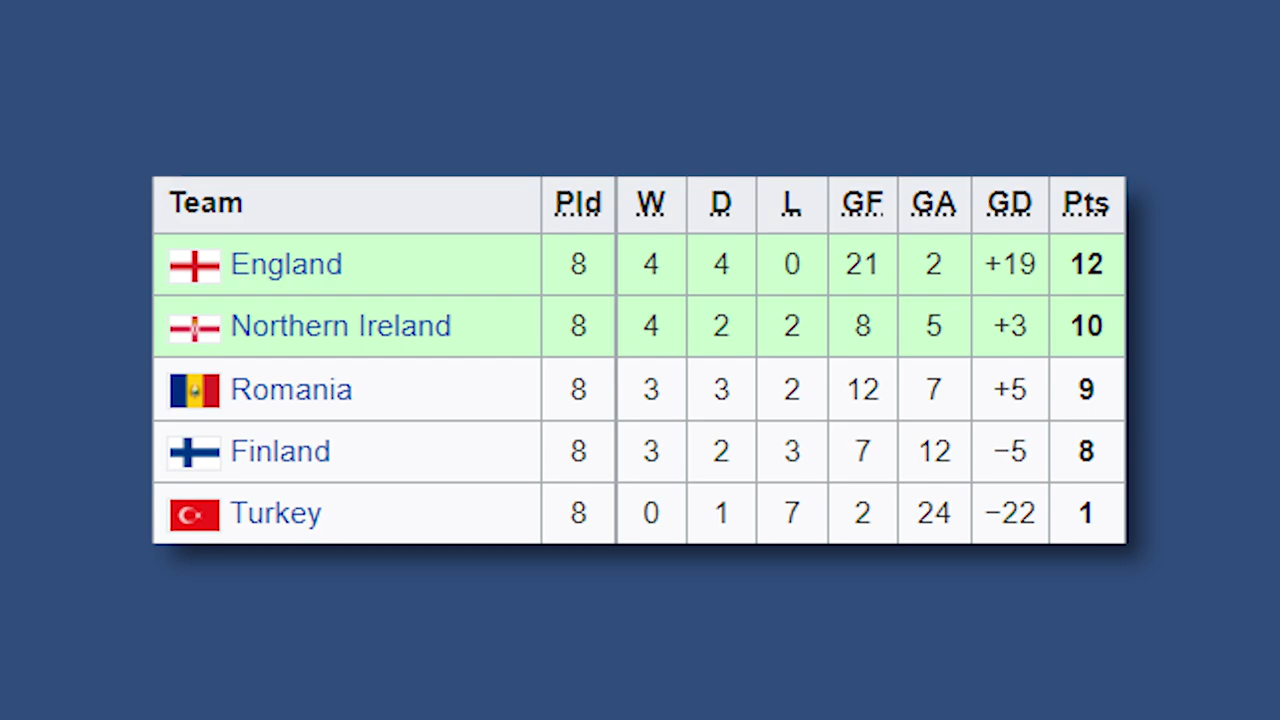 Team Pld W D L GF GA GD Pts
England 8 4 4 0 21 2 +19 12
Northern Ireland 8 4 2 2 8 5 +3 10
Romania 8 3 3 2 12 7 +5 9
Finland 8 3 2 3 7 12 −5 8
Turkey 8 0 1 7 2 24 −22 1